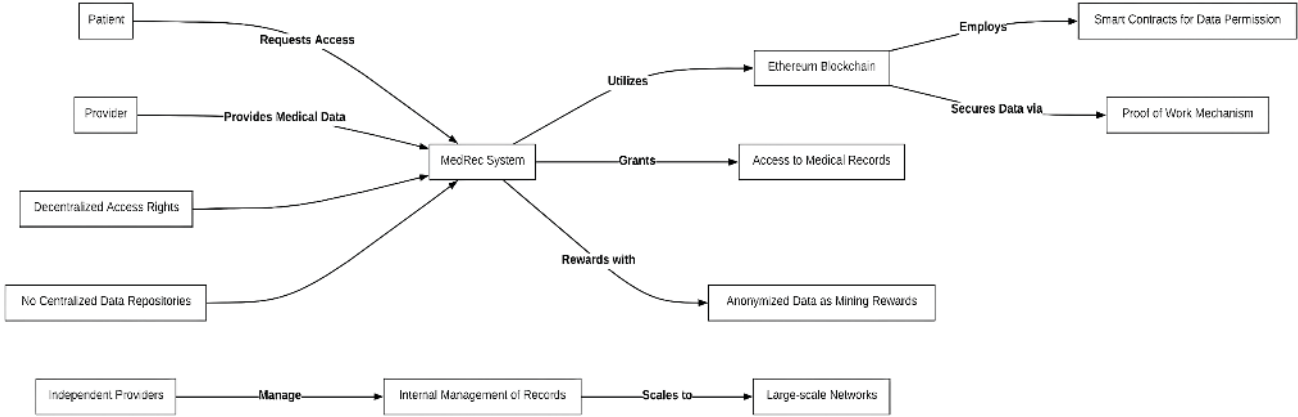 Patient
Requests Access
Employs
Smart Contracts for Data Permission
Ethereum Blockchain
Utilizes
Provider
Provides Medical Data
Secures Data via
Proof of Work Mechanism
MedRec System
Grants
Access to Medical Records
Decentralized Access Rights
Rewards with
No Centralized Data Repositories
Anonymized Data as Mining Rewards
Independent Providers
Manage
Internal Management of Records
Scales to
Large-scale Networks